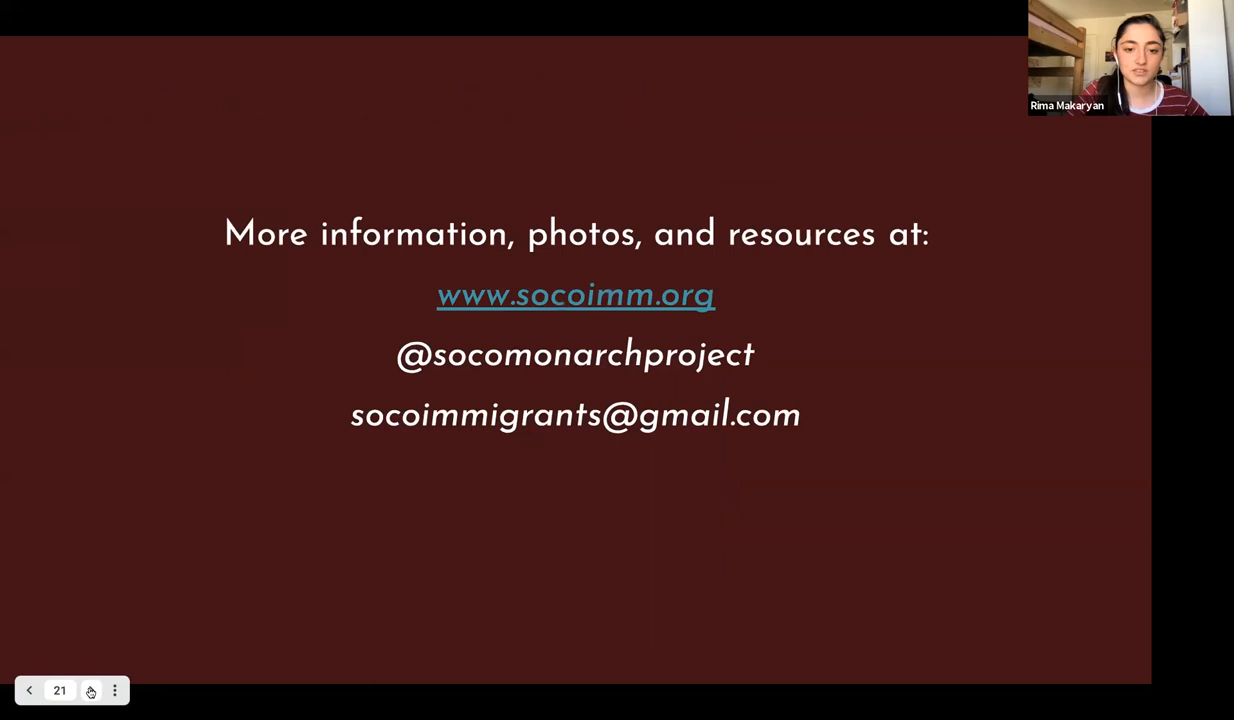 Rima Makaryan
More information, photos, and resources at:
www.socoimm.org
@socomonarchproject
socoimmigrants@gmail.com
21